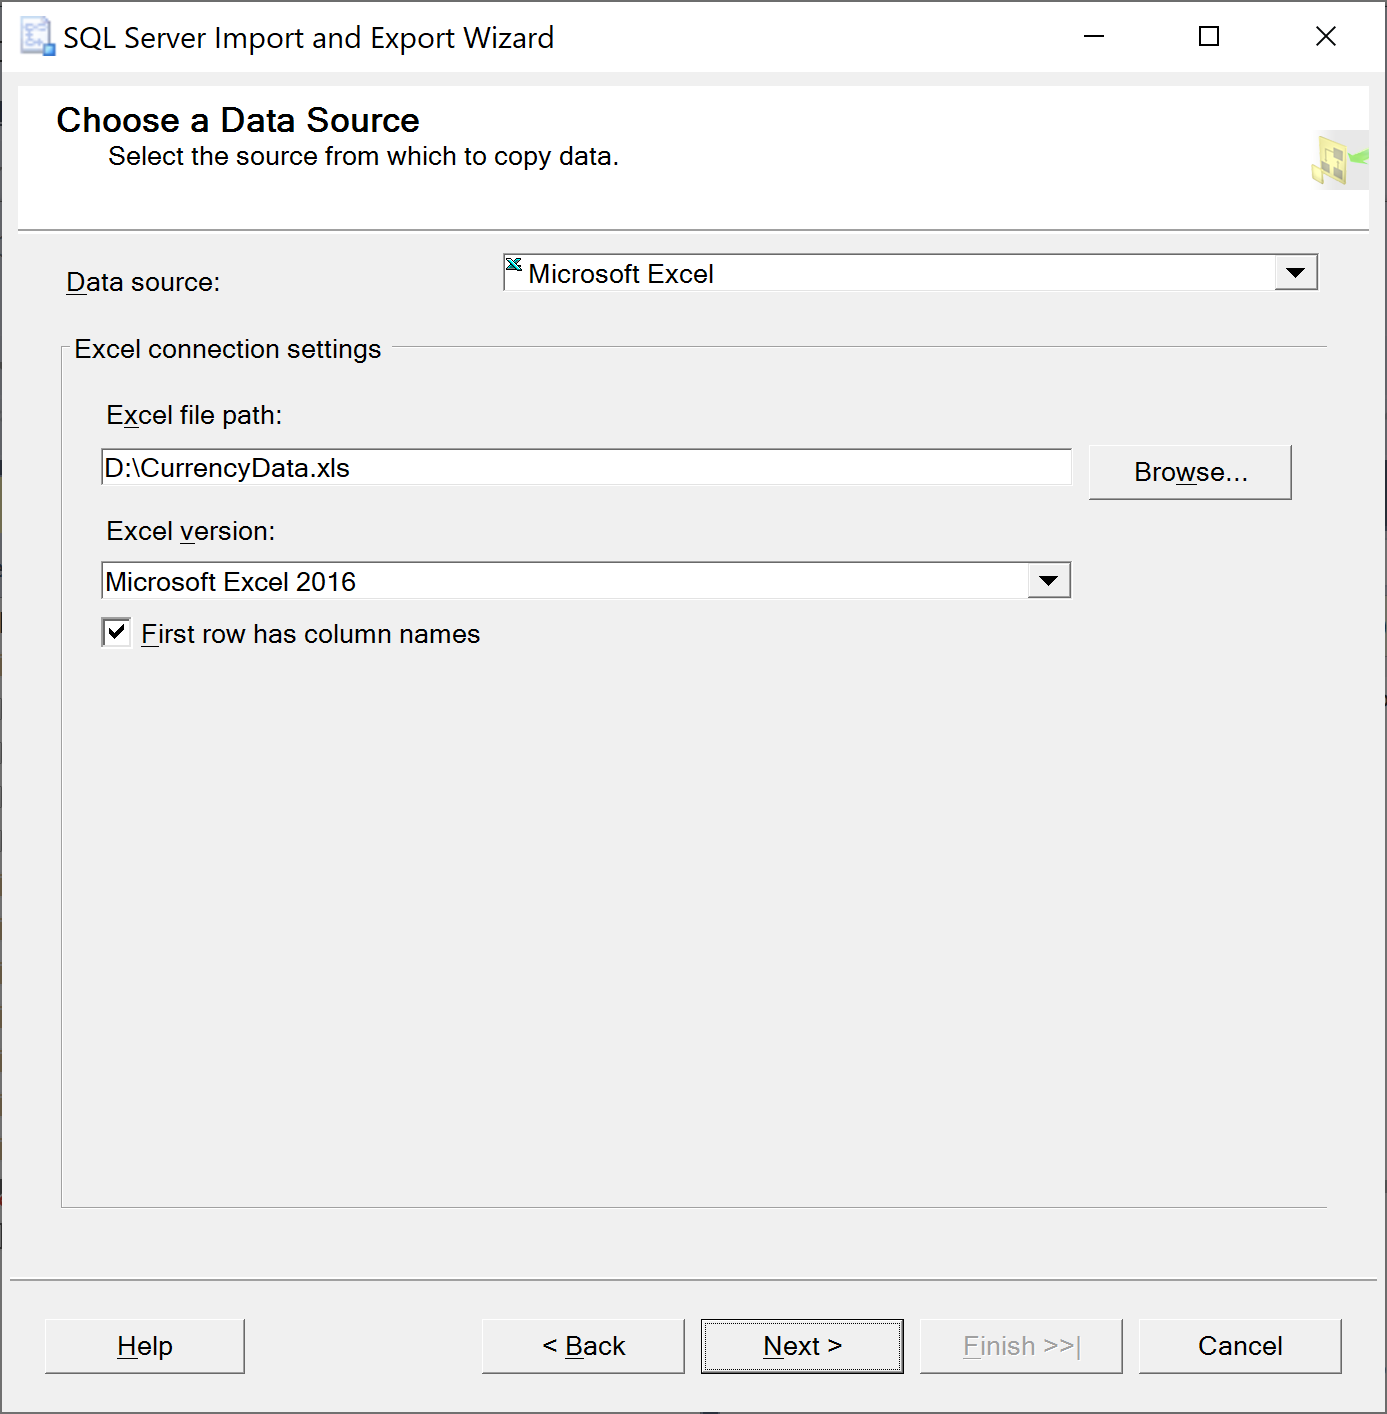 SQL Server Import and Export Wizard
Choose a Data Source
Select the source from which to copy data.
Data source:
Microsoft Excel
Excel connection settings
Excel file path:
D:\CurrencyData.xls
Browse...
Excel version:
Microsoft Excel 2016
First row has column names
Help
< Back
Next >
Finish >>|
Cancel